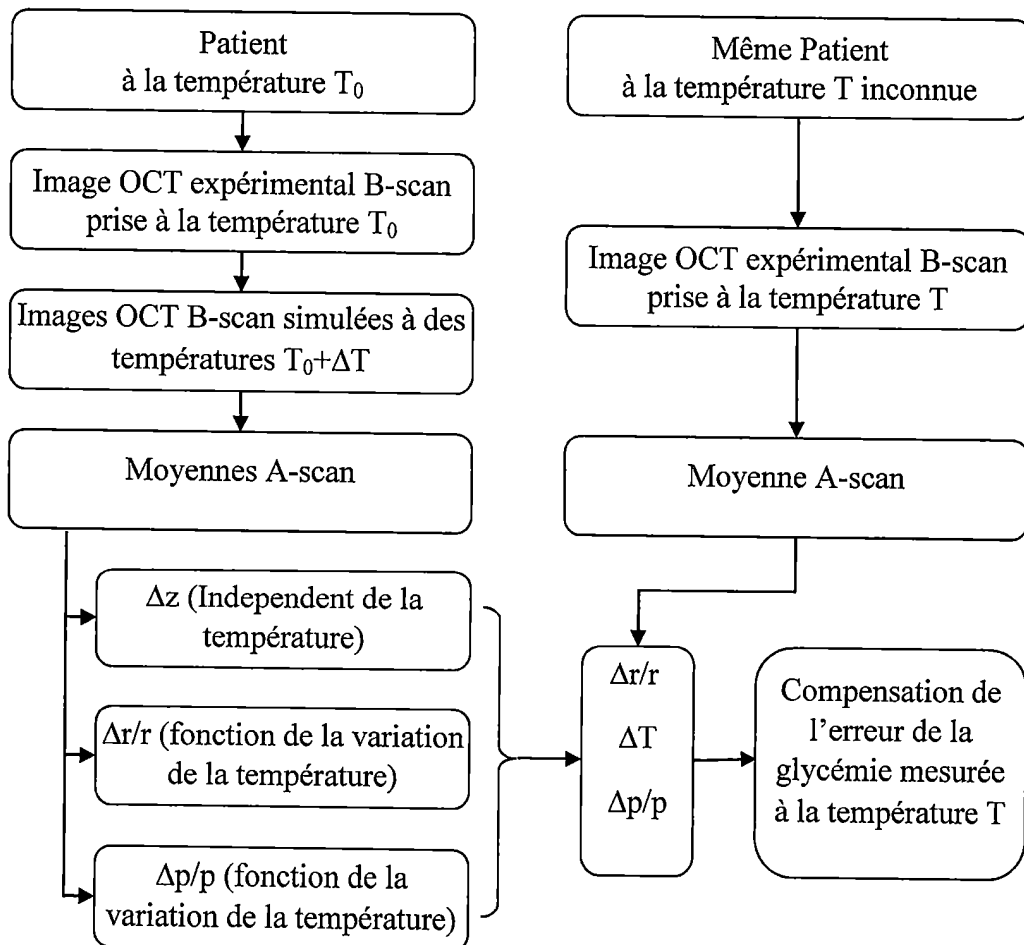 Patient
à la température T₀
Image OCT expérimental B-scan
prise à la température T₀
Images OCT B-scan simulées à des
températures T₀+ΔT
Moyennes A-scan
Δz (Independent de la
température)
Δr/r (fonction de la variation
de la température)
Δp/p (fonction de la
variation de la température)
Même Patient
à la température T inconnue
Image OCT expérimental B-scan
prise à la température T
Moyenne A-scan
Δr/r
ΔT
Δp/p
Compensation de
l’erreur de la
glycémie mesurée
à la température T